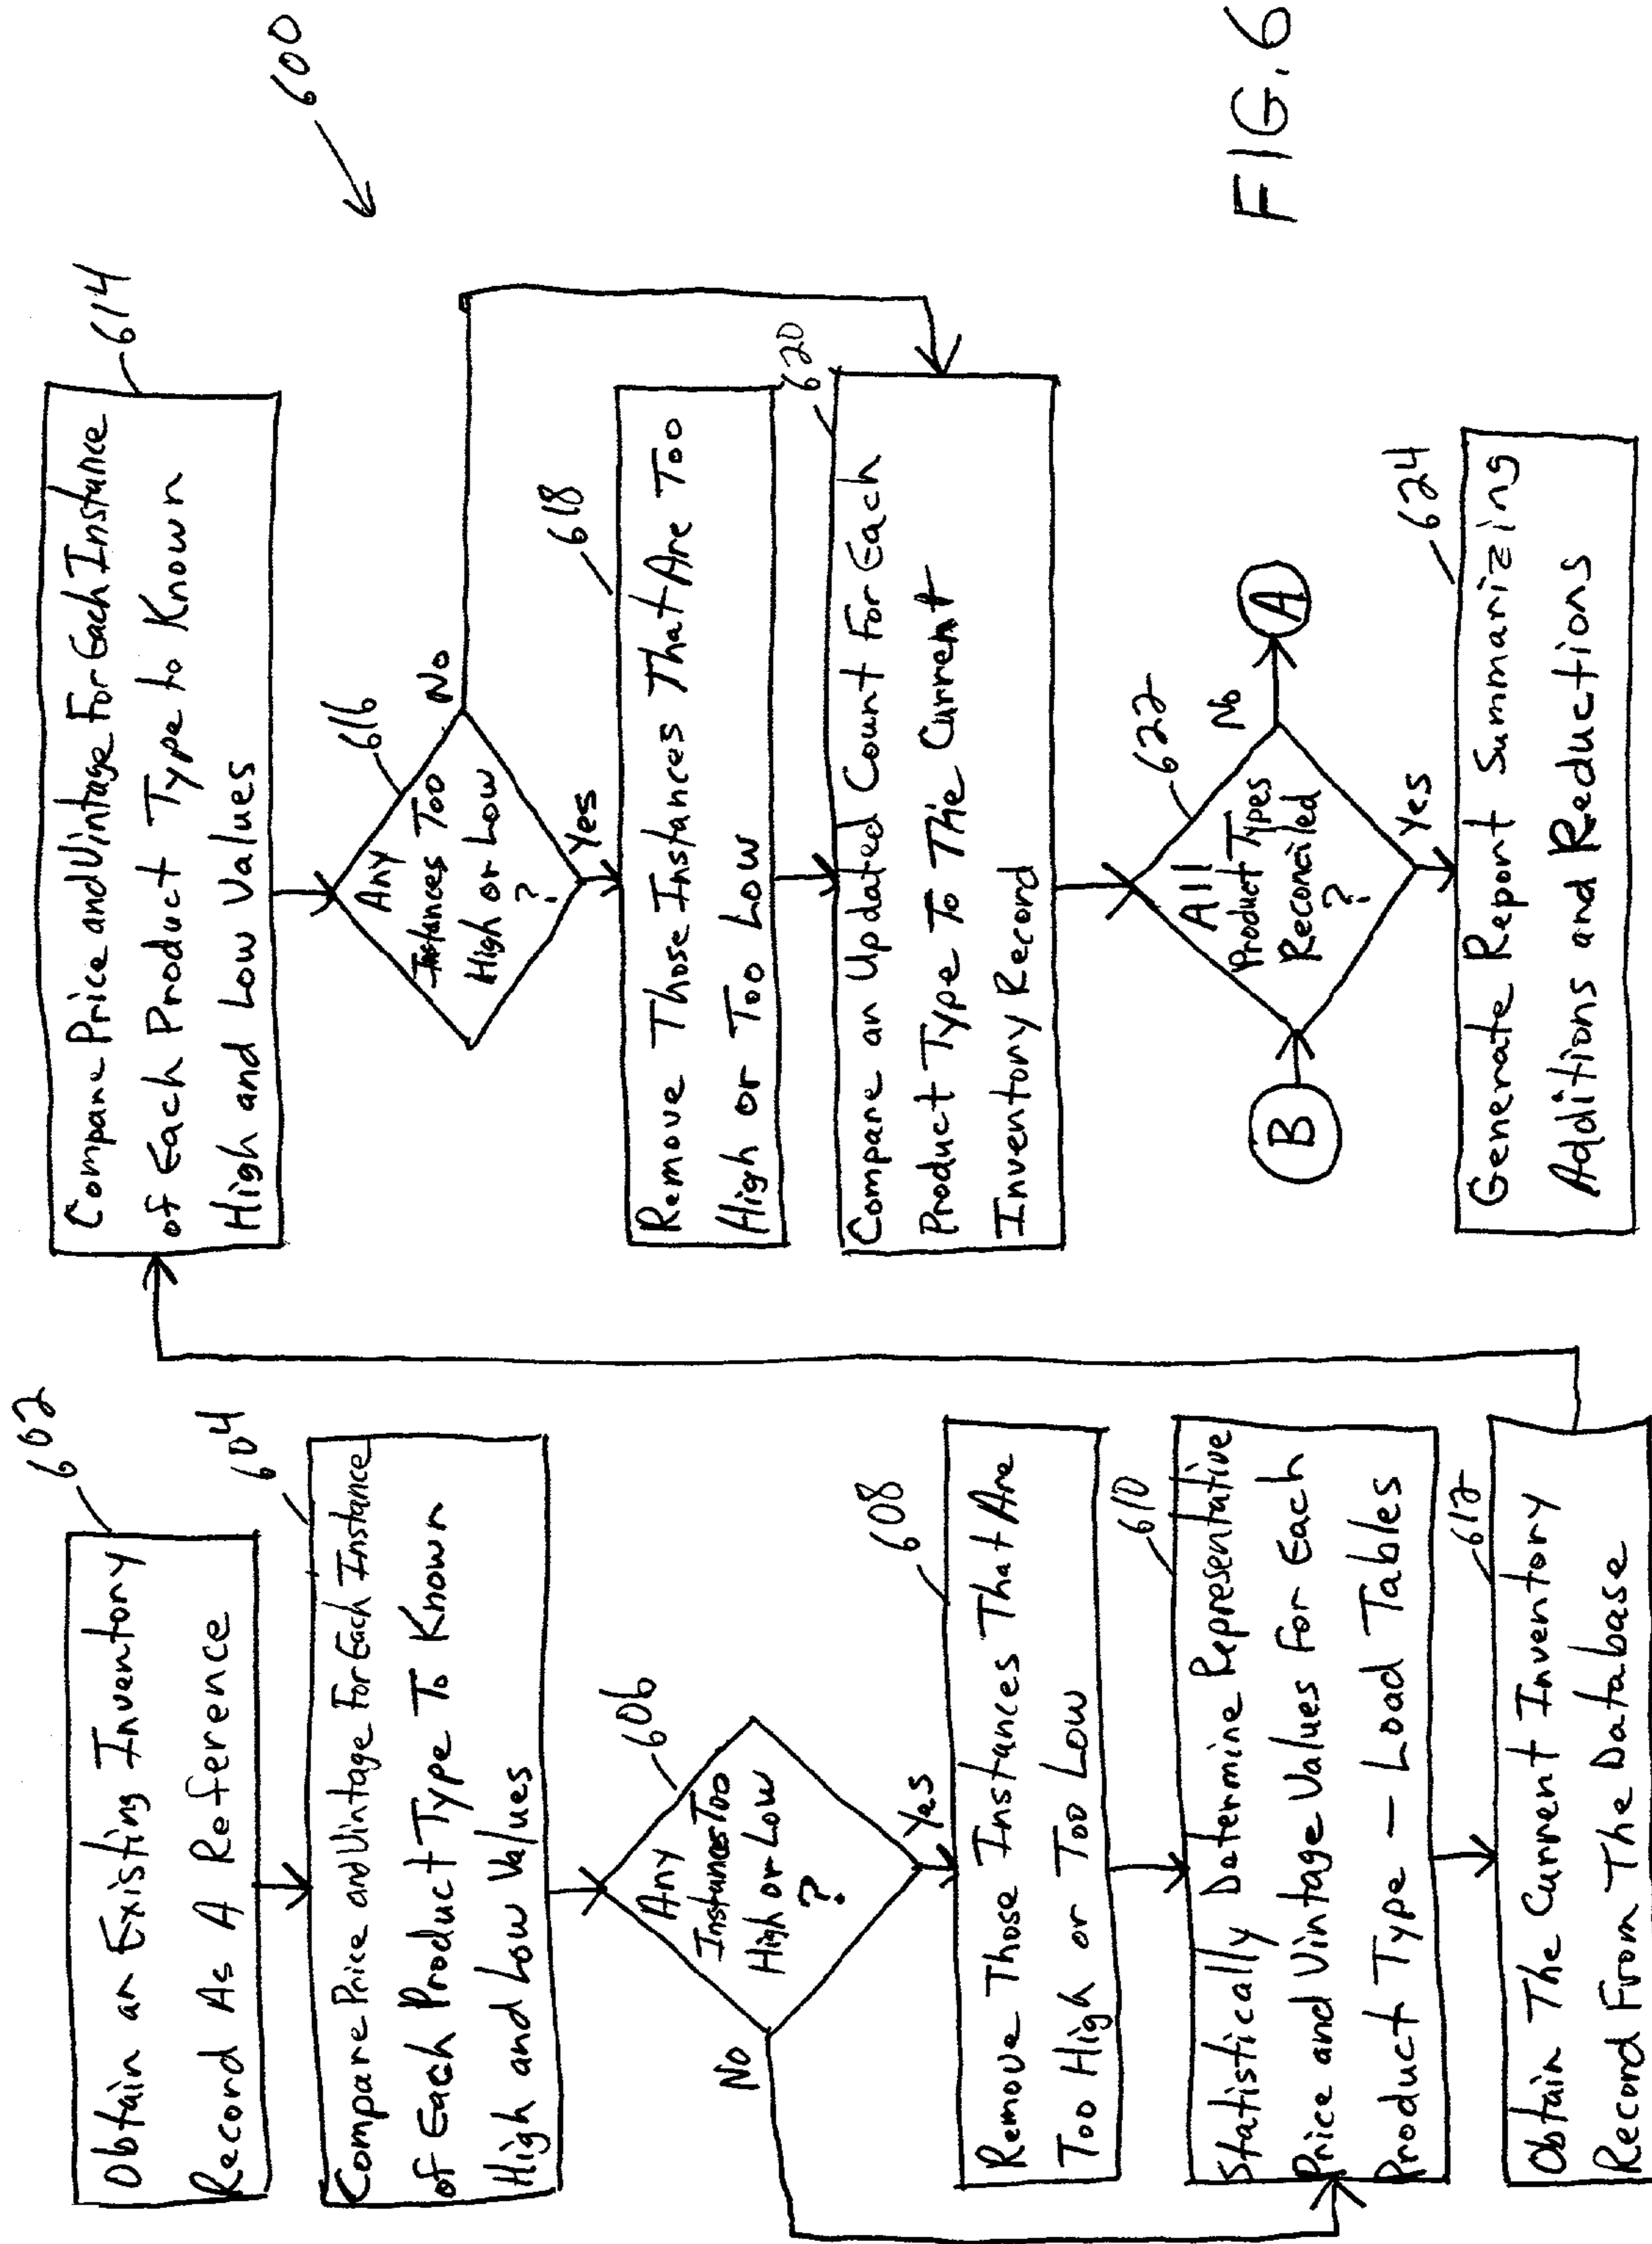 602
Obtain an Existing Inventory
Record As A Reference
604
Compare Price and Vintage For Each Instance
of Each Product Type To Known
High and Low Values
606
Any
Instances Too
High or Low
?
No
Yes
608
Remove Those Instances That Are
Too High or Too Low
610
Statistically Determine Representative
Price and Vintage Values For Each
Product Type — Load Tables
612
Obtain The Current Inventory
Record From The Database
614
Compare Price and Vintage For Each Instance
of Each Product Type to Known
High and Low Values
616
Any
Instances Too
High or Low
?
No
Yes
618
Remove Those Instances That Are Too
High or Too Low
620
Compare an Updated Count For Each
Product Type To The Current
Inventory Record
622
All
Product Types
Reconciled
?
B
No
A
Yes
624
Generate Report Summarizing
Additions and Reductions
600
FIG. 6